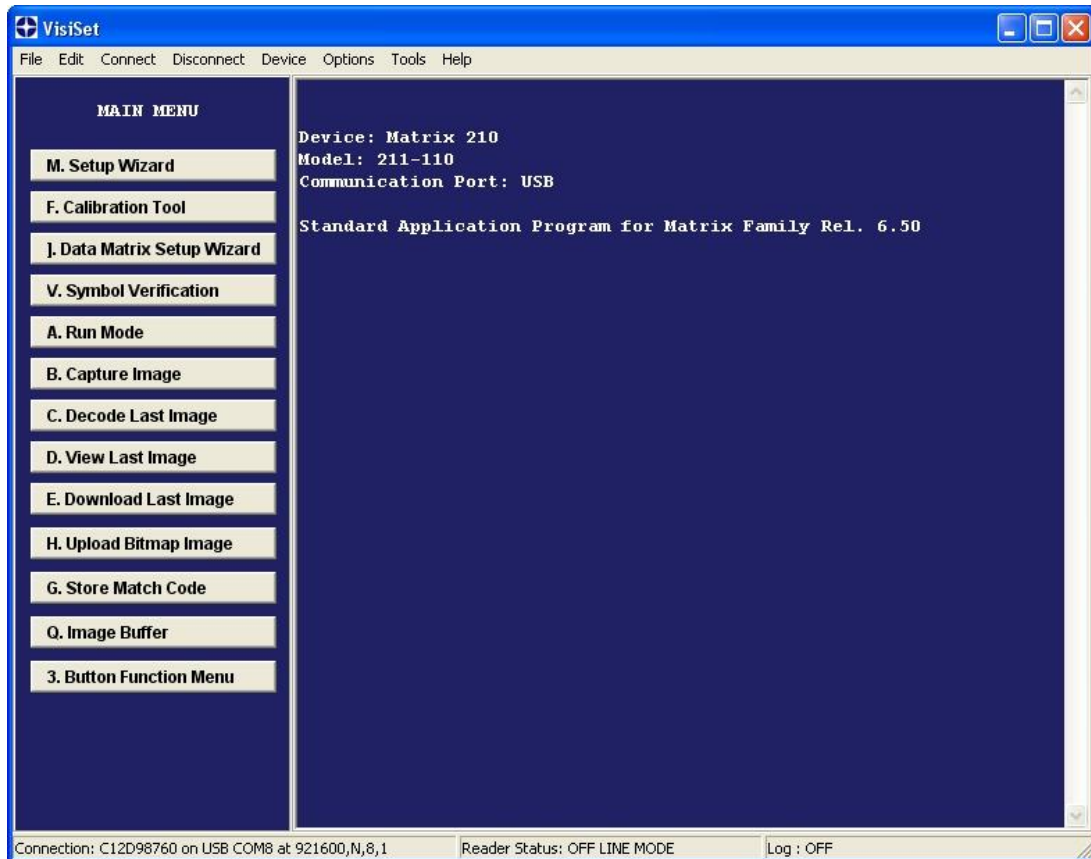 VisiSet
File Edit Connect Disconnect Device Options Tools Help
MAIN MENU
M. Setup Wizard
F. Calibration Tool
]. Data Matrix Setup Wizard
V. Symbol Verification
A. Run Mode
B. Capture Image
C. Decode Last Image
D. View Last Image
E. Download Last Image
H. Upload Bitmap Image
G. Store Match Code
Q. Image Buffer
3. Button Function Menu
Device: Matrix 210
Model: 211-110
Communication Port: USB
Standard Application Program for Matrix Family Rel. 6.50
Connection: C12D98760 on USB COM8 at 921600,N,8,1
Reader Status: OFF LINE MODE
Log : OFF